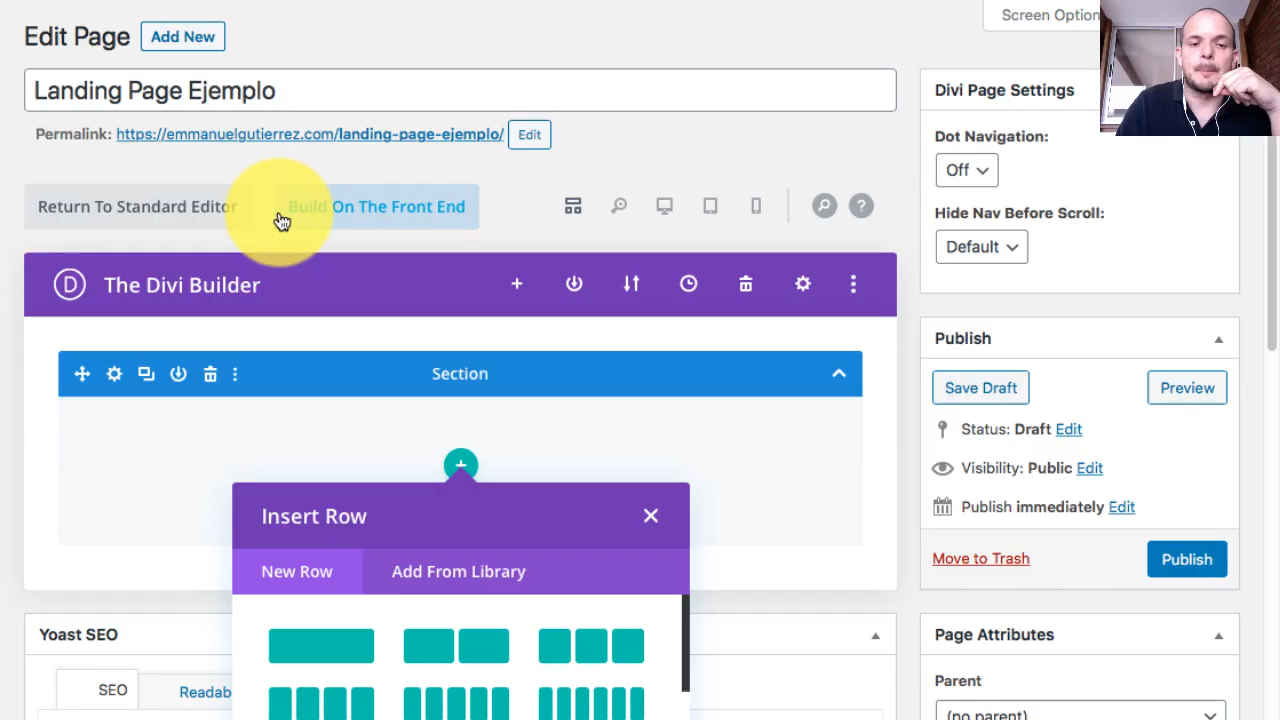 Screen Option
Edit Page
Add New
Landing Page Ejemplo
Permalink: https://emmanuelgutierrez.com/landing-page-ejemplo/ Edit
Return To Standard Editor
Build On The Front End
?
D The Divi Builder
Section
Insert Row
New Row
Add From Library
Yoast SEO
SEO
Readab
Divi Page Settings
Dot Navigation:
Off
Hide Nav Before Scroll:
Default
Publish
Save Draft
Preview
Status: Draft Edit
Visibility: Public Edit
Publish immediately Edit
Move to Trash
Publish
Page Attributes
Parent
(no parent)